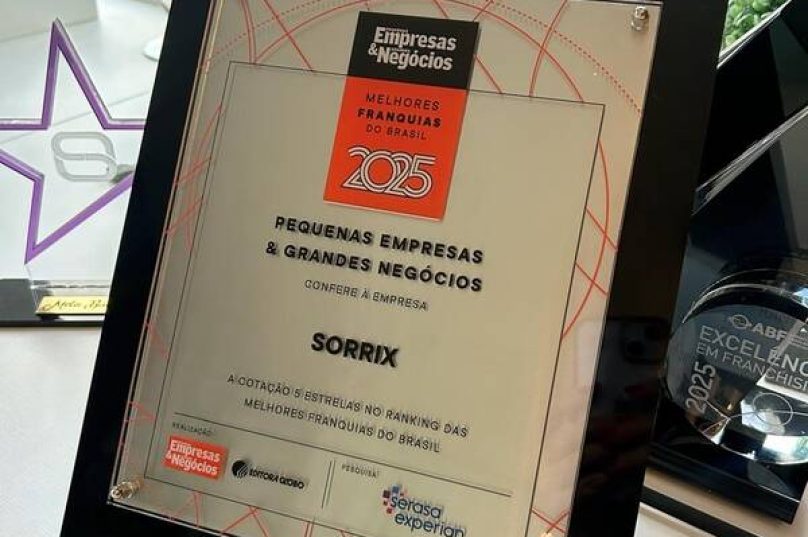 Empresas
& Negócios
MELHORES
FRANQUIAS
DO BRASIL
2025
PEQUENAS EMPRESAS
& GRANDES NEGÓCIOS
CONFERE À EMPRESA
SORRIX
A COTAÇÃO 5 ESTRELAS NO RANKING DAS
MELHORES FRANQUIAS DO BRASIL
REALIZAÇÃO:
Empresas
& Negócios
EDITORA GLOBO
PESQUISA:
serasa
experian
ABF
EXCELÊNC
EM FRANCHIS
2025